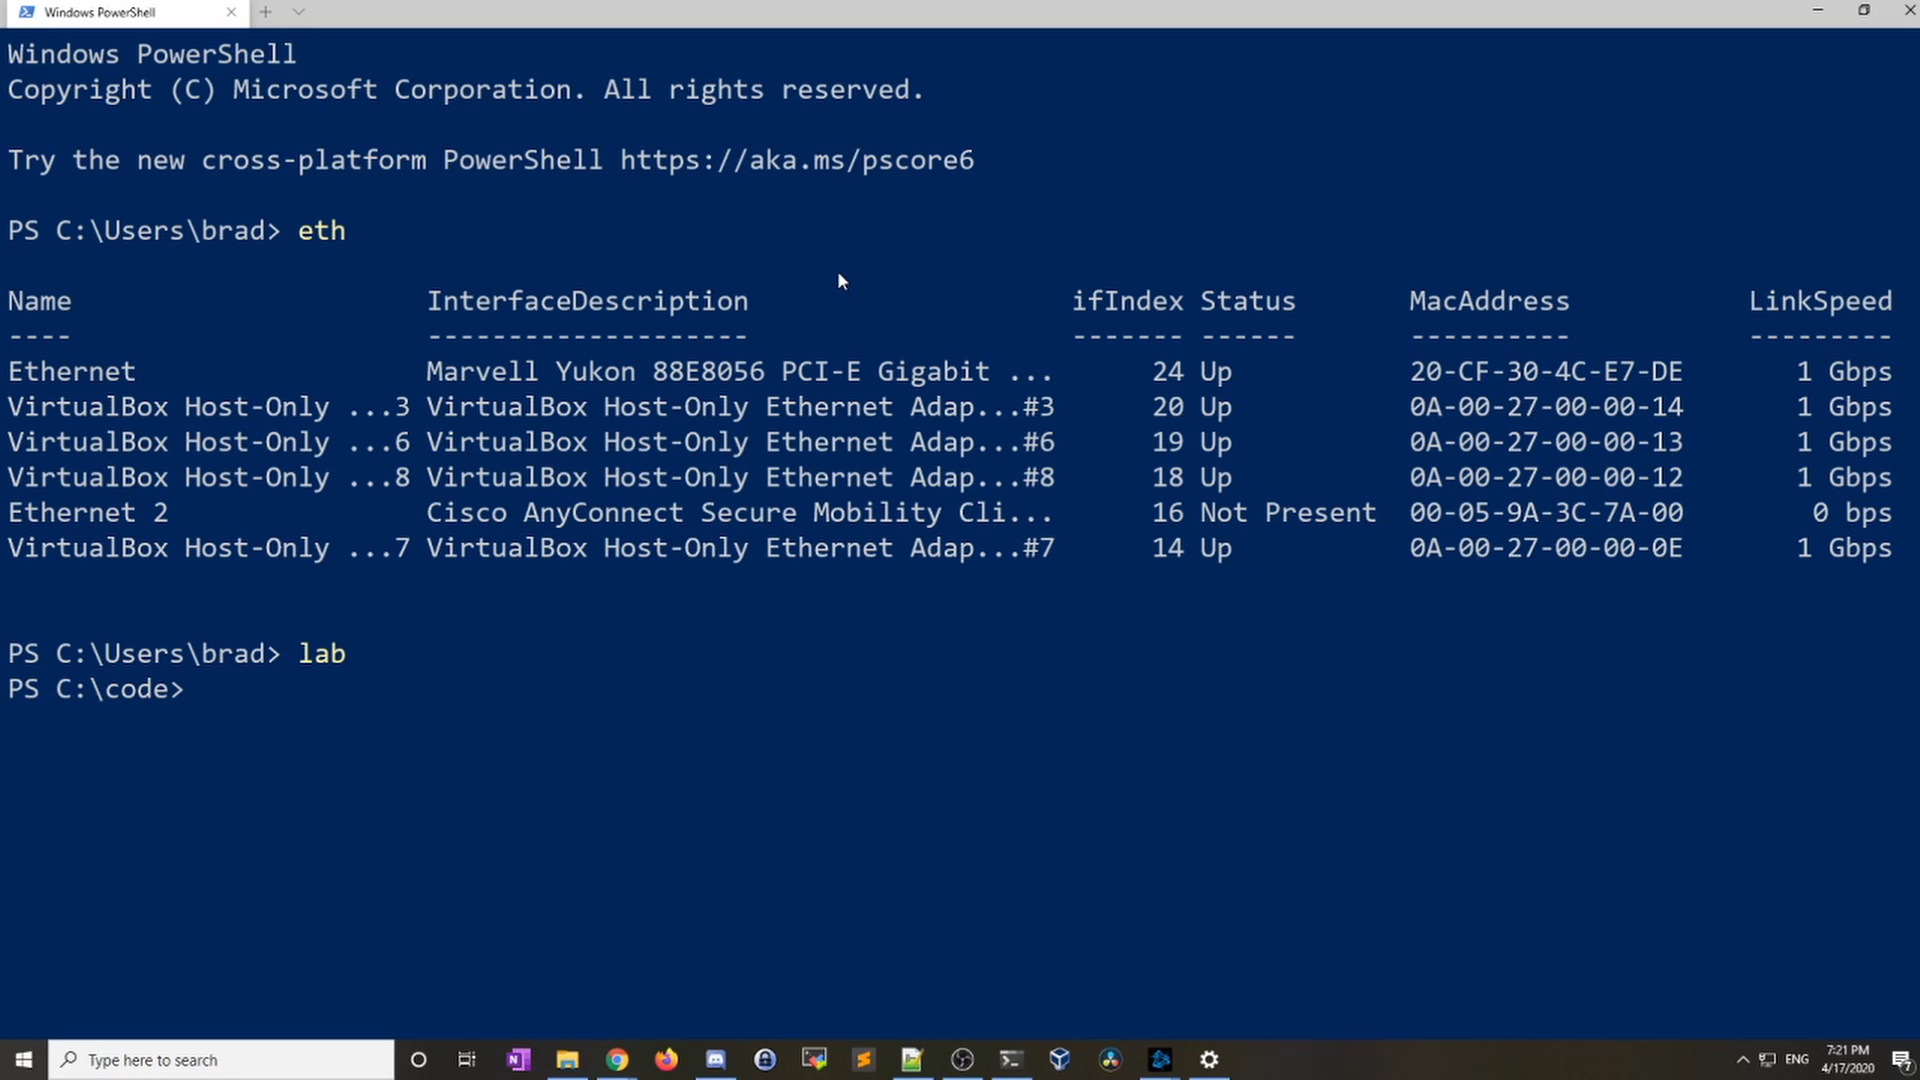 Windows PowerShell
Windows PowerShell
Copyright (C) Microsoft Corporation. All rights reserved.
Try the new cross-platform PowerShell https://aka.ms/pscore6
PS C:\Users\brad> eth
Name InterfaceDescription ifIndex Status MacAddress LinkSpeed
---- -------------------- ------- ------ ---------- ---------
Ethernet Marvell Yukon 88E8056 PCI-E Gigabit ... 24 Up 20-CF-30-4C-E7-DE 1 Gbps
VirtualBox Host-Only ...3 VirtualBox Host-Only Ethernet Adap...#3 20 Up 0A-00-27-00-00-14 1 Gbps
VirtualBox Host-Only ...6 VirtualBox Host-Only Ethernet Adap...#6 19 Up 0A-00-27-00-00-13 1 Gbps
VirtualBox Host-Only ...8 VirtualBox Host-Only Ethernet Adap...#8 18 Up 0A-00-27-00-00-12 1 Gbps
Ethernet 2 Cisco AnyConnect Secure Mobility Cli... 16 Not Present 00-05-9A-3C-7A-00 0 bps
VirtualBox Host-Only ...7 VirtualBox Host-Only Ethernet Adap...#7 14 Up 0A-00-27-00-00-0E 1 Gbps
PS C:\Users\brad> lab
PS C:\code>
Type here to search
N
ENG
7:21 PM
4/17/2020
7